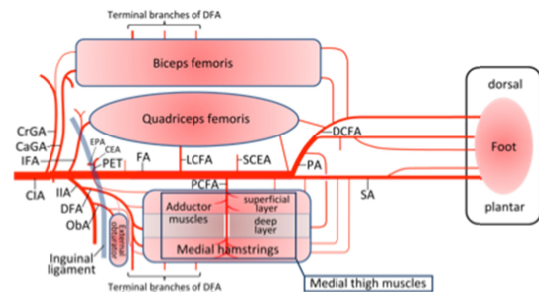 Terminal branches of DFA
Biceps femoris
dorsal
Quadriceps femoris
CrGA
CaGA
IFA
EPA
CEA
PET
FA
LCFA
SCEA
DCFA
PA
Foot
CIA
IIA
DFA
ObA
PCFA
SA
plantar
Adductor
muscles
superficial
layer
deep
layer
External
obturator
Medial hamstrings
Inguinal
ligament
Medial thigh muscles
Terminal branches of DFA